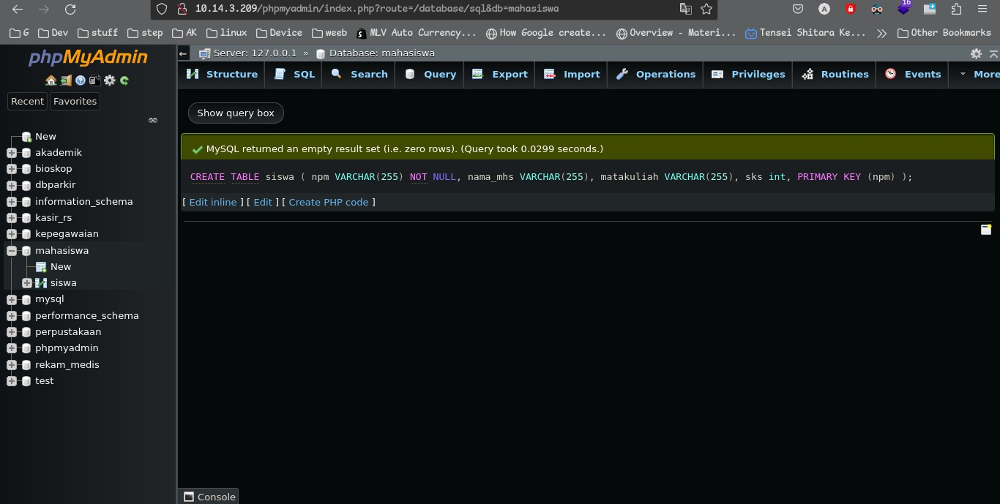 10.14.3.209/phpmyadmin/index.php?route=/database/sql&db=mahasiswa
A
16
G Dev stuff step AK linux Device weeb MLV Auto Currency... How Google create... Overview - Materi... Tensei Shitara Ke... Other Bookmarks
phpMyAdmin
Recent Favorites
New
akademik
bioskop
dbparkir
information_schema
kasir_rs
kepegawaian
mahasiswa
New
siswa
mysql
performance_schema
perpustakaan
phpmyadmin
rekam_medis
test
Server: 127.0.0.1 » Database: mahasiswa
Structure SQL Search Query Export Import Operations Privileges Routines Events More
Show query box
MySQL returned an empty result set (i.e. zero rows). (Query took 0.0299 seconds.)
CREATE TABLE siswa ( npm VARCHAR(255) NOT NULL, nama_mhs VARCHAR(255), matakuliah VARCHAR(255), sks int, PRIMARY KEY (npm) );
[ Edit inline ] [ Edit ] [ Create PHP code ]
Console